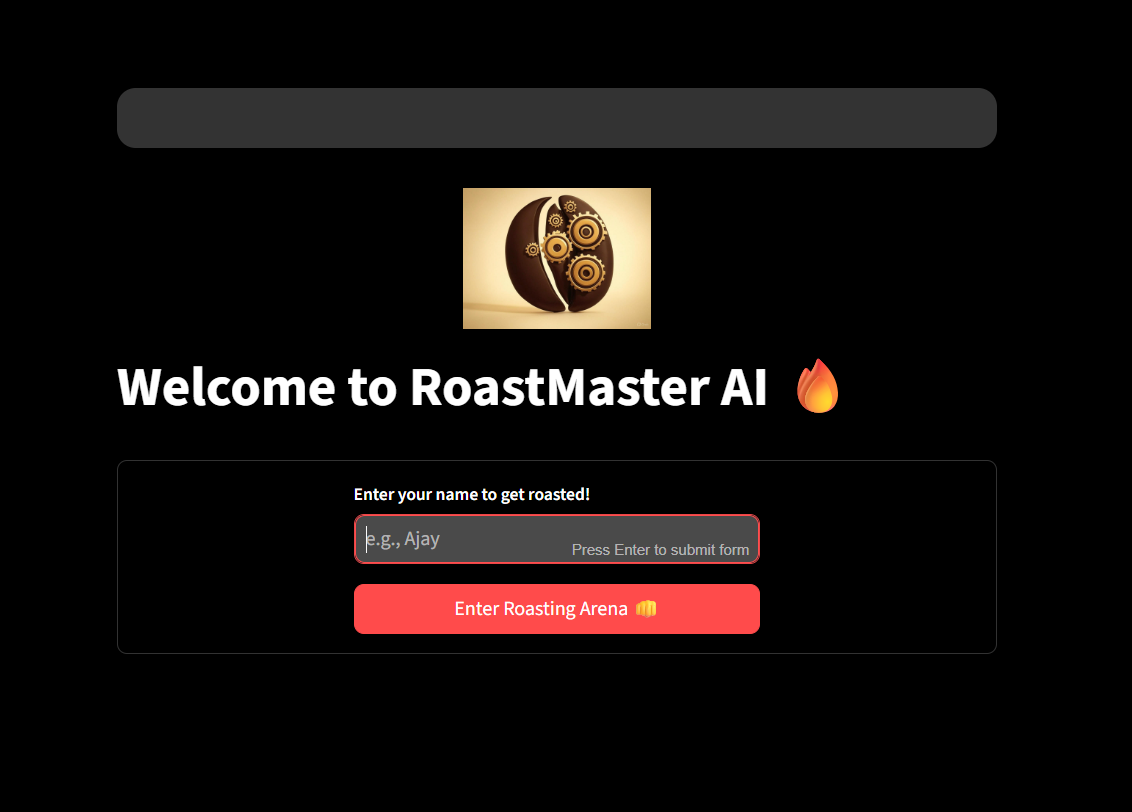 Welcome to RoastMaster AI 🔥
Enter your name to get roasted!
e.g., Ajay
Press Enter to submit form
Enter Roasting Arena 👊